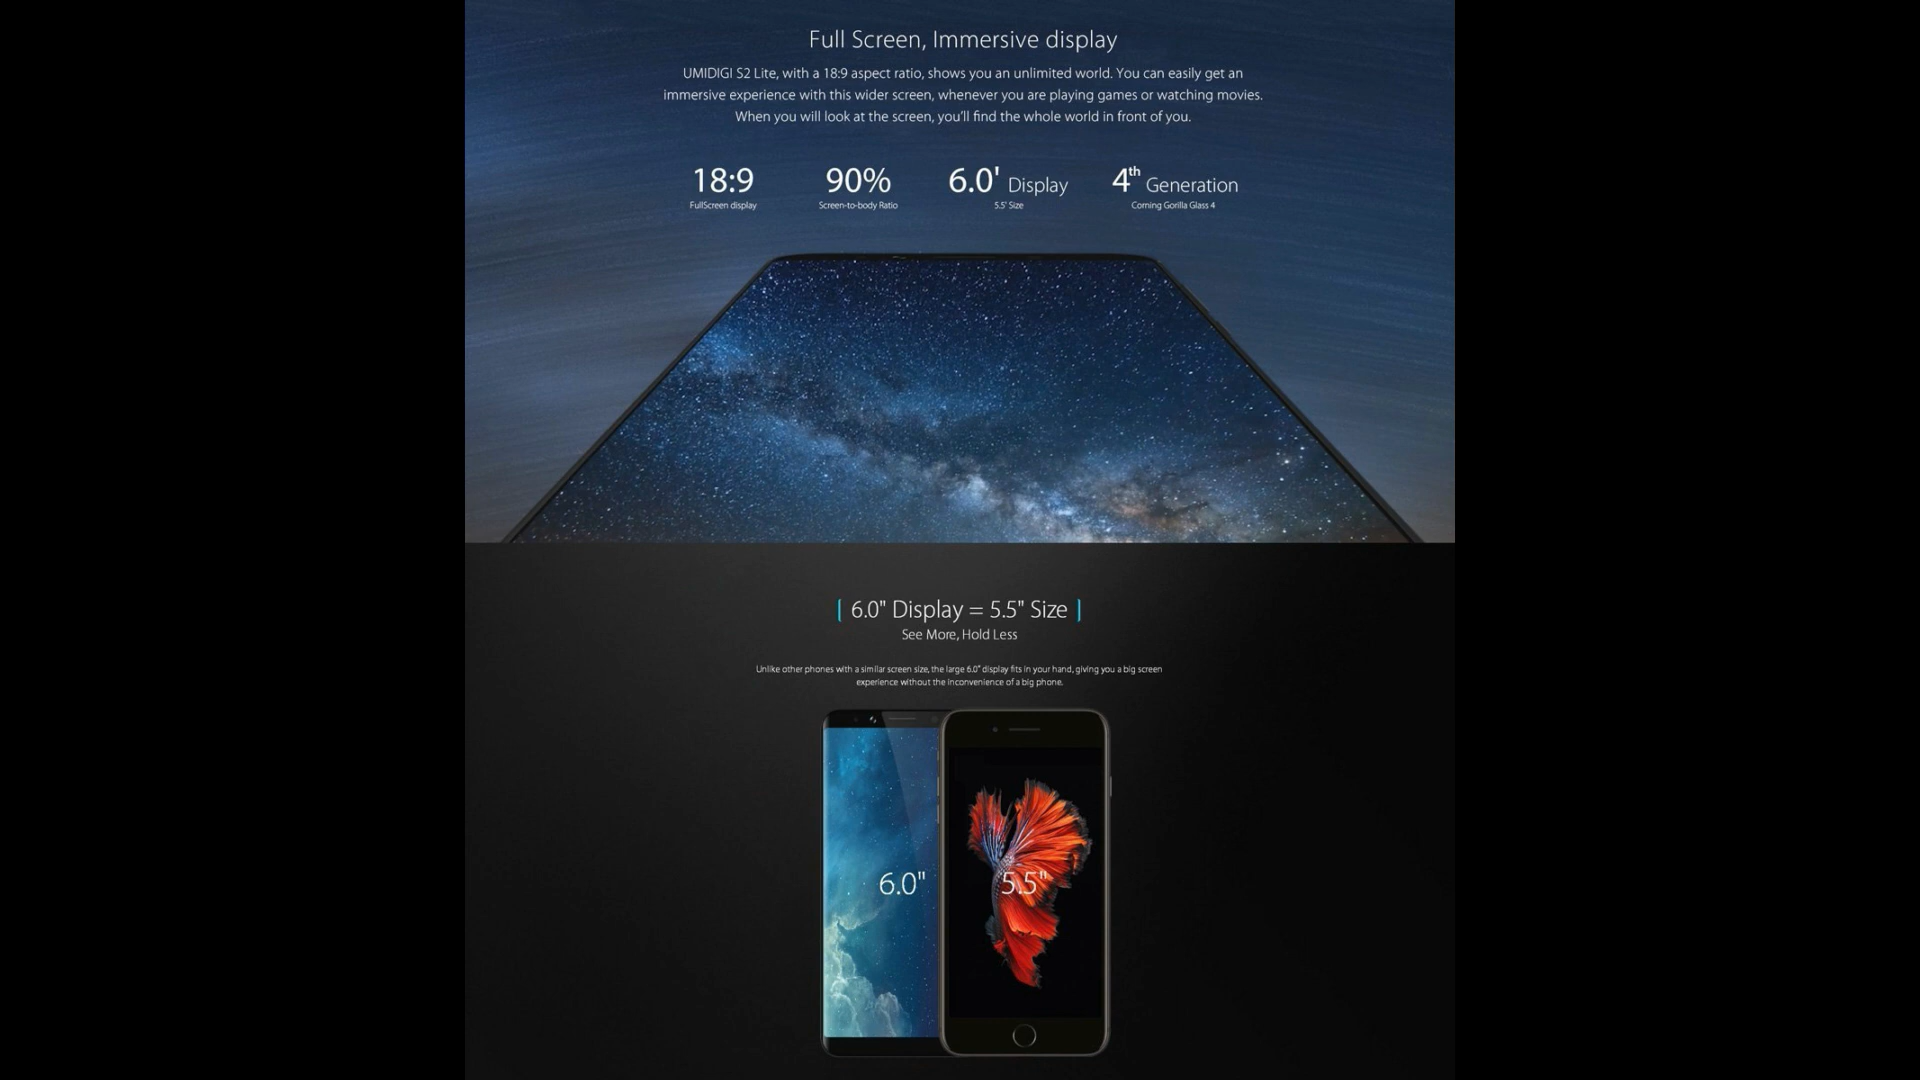 Full Screen, Immersive display
UMIDIGI S2 Lite, with a 18:9 aspect ratio, shows you an unlimited world. You can easily get an
immersive experience with this wider screen, whenever you are playing games or watching movies.
When you will look at the screen, you'll find the whole world in front of you.
18:9 90% 6.0' Display 4th Generation
FullScreen display Screen-to-body Ratio 5.5' Size Corning Gorilla Glass 4
[ 6.0" Display = 5.5" Size ]
See More, Hold Less
Unlike other phones with a similar screen size, the large 6.0" display fits in your hand, giving you a big screen
experience without the inconvenience of a big phone.
6.0" 5.5"